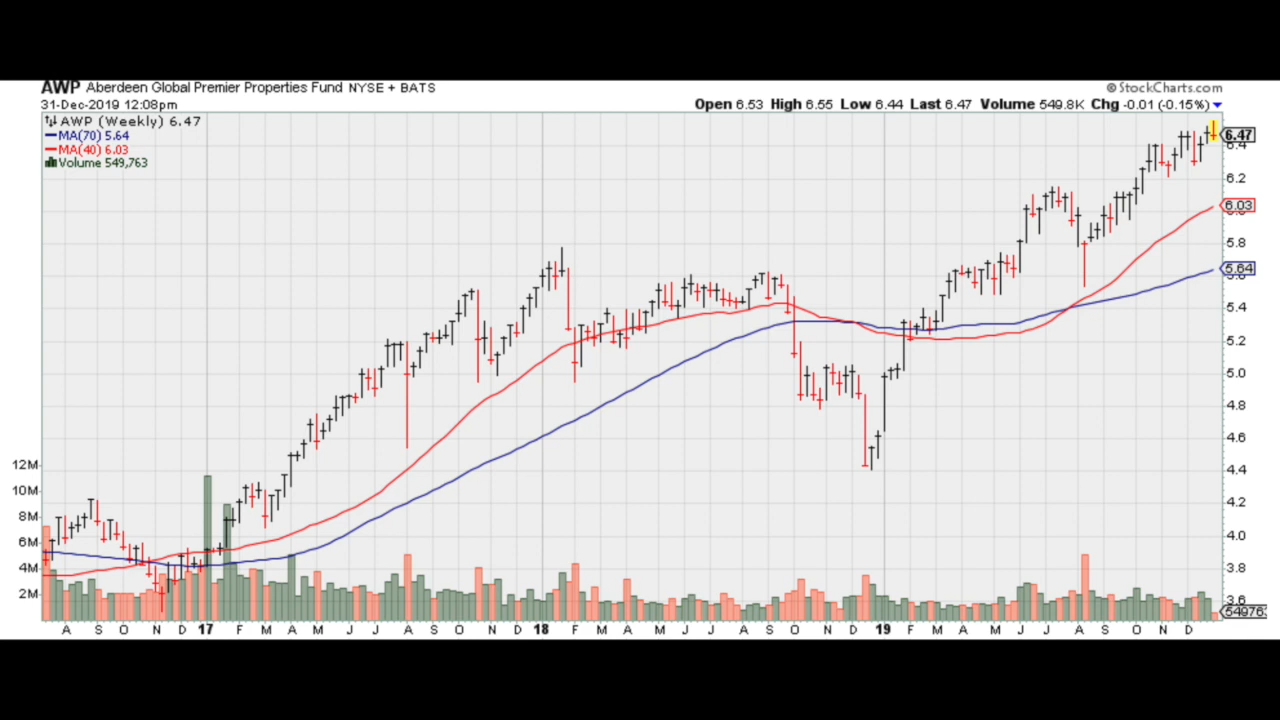 AWP Aberdeen Global Premier Properties Fund NYSE + BATS
© StockCharts.com
31-Dec-2019 12:08pm
Open 6.53 High 6.55 Low 6.44 Last 6.47 Volume 549.8K Chg -0.01 (-0.15%)
AWP (Weekly) 6.47
MA(70) 5.64
MA(40) 6.03
Volume 549,763
6.47
6.4
6.2
6.03
5.8
5.64
5.4
5.2
5.0
4.8
4.6
4.4
4.2
4.0
3.8
3.6
54976
12M
10M
8M
6M
4M
2M
A S O N D 17 F M A M J J A S O N D 18 F M A M J J A S O N D 19 F M A M J J A S O N D